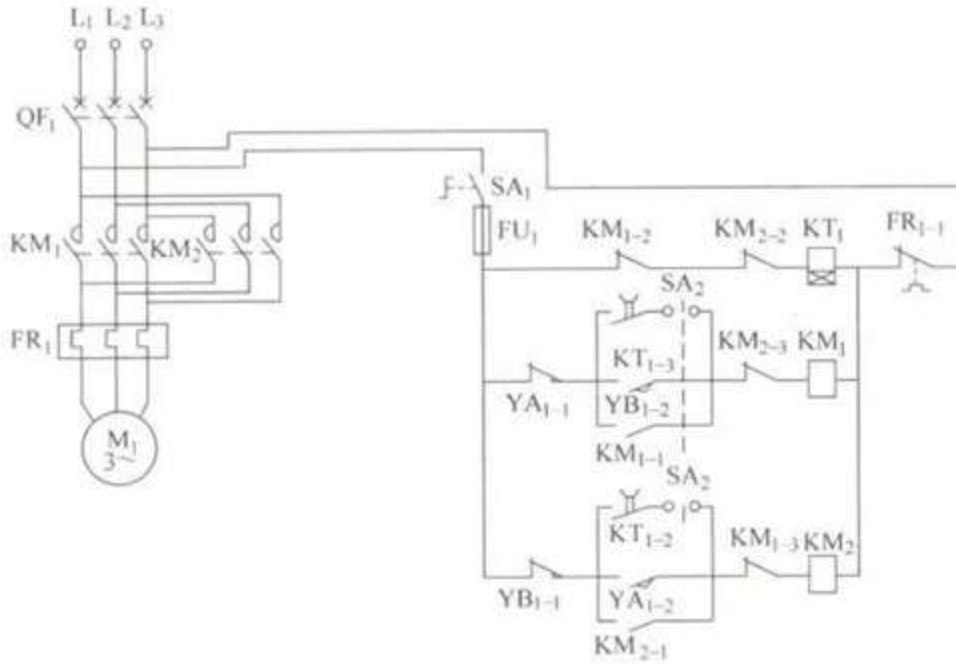 L₁ L₂ L₃
QF₁
SA₁
FU₁
KM₁ KM₂
KM₁₋₂ KM₂₋₂ KT₁ FR₁₋₁
SA₂
FR₁
KT₁₋₃ KM₂₋₃ KM₁
YA₁₋₁ YB₁₋₂
KM₁₋₁
M₁
3~
SA₂
KT₁₋₂ KM₁₋₃ KM₂
YB₁₋₁ YA₁₋₂
KM₂₋₁